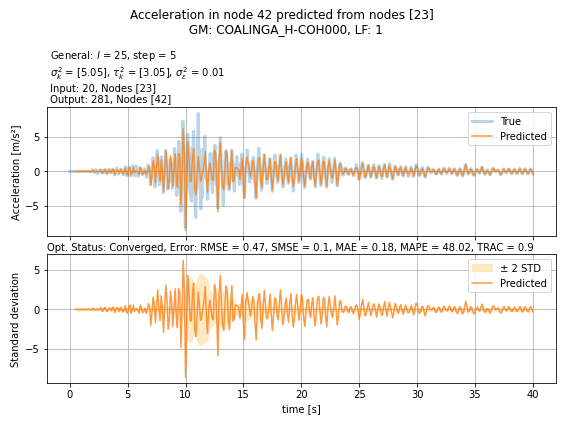 Acceleration in node 42 predicted from nodes [23]
GM: COALINGA_H-COH000, LF: 1
General: l = 25, step = 5
σ²ₖ = [5.05], τ²ₖ = [3.05], σ²ε = 0.01
Input: 20, Nodes [23]
Output: 281, Nodes [42]
Acceleration [m/s²]
5
0
−5
True
Predicted
Opt. Status: Converged, Error: RMSE = 0.47, SMSE = 0.1, MAE = 0.18, MAPE = 48.02, TRAC = 0.9
Standard deviation
5
0
−5
± 2 STD
Predicted
0 5 10 15 20 25 30 35 40
time [s]